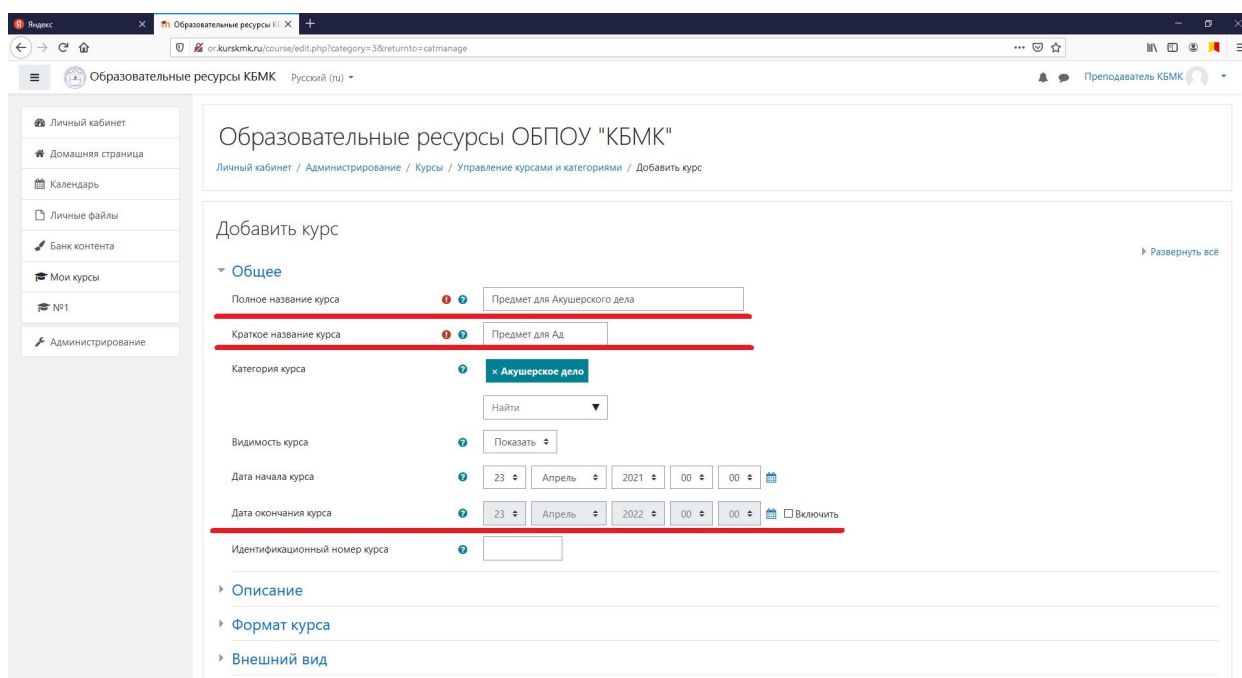 Яндекс
Образовательные ресурсы КБ
or.kurskmk.ru/course/edit.php?category=3&returnto=catmanage
Образовательные ресурсы КБМК Русский (ru)
Преподаватель КБМК
Личный кабинет
Домашняя страница
Календарь
Личные файлы
Банк контента
Мои курсы
№1
Администрирование
Образовательные ресурсы ОБПОУ "КБМК"
Личный кабинет / Администрирование / Курсы / Управление курсами и категориями / Добавить курс
Добавить курс
Развернуть всё
Общее
Полное название курса Предмет для Акушерского дела
Краткое название курса Предмет для Ад
Категория курса × Акушерское дело
Найти
Видимость курса Показать
Дата начала курса 23 Апрель 2021 00 00
Дата окончания курса 23 Апрель 2022 00 00 Включить
Идентификационный номер курса
Описание
Формат курса
Внешний вид